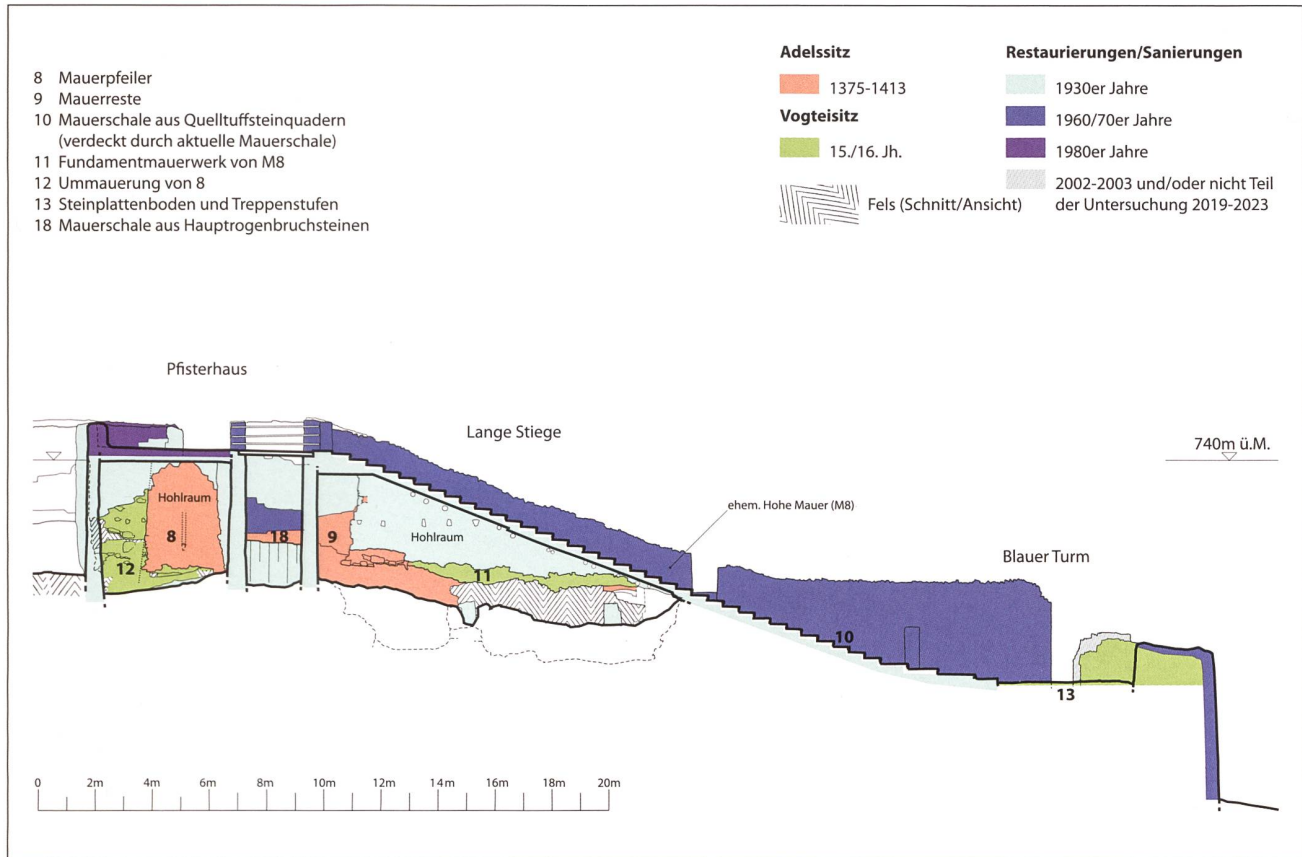 8 Mauerpfeiler
9 Mauerreste
10 Mauerschale aus Quelltuffsteinquadern
(verdeckt durch aktuelle Mauerschale)
11 Fundamentmauerwerk von M8
12 Ummauerung von 8
13 Steinplattenboden und Treppenstufen
18 Mauerschale aus Hauptrogenbruchsteinen
Adelssitz
1375-1413
Vogteisitz
15./16. Jh.
Fels (Schnitt/Ansicht)
Restaurierungen/Sanierungen
1930er Jahre
1960/70er Jahre
1980er Jahre
2002-2003 und/oder nicht Teil
der Untersuchung 2019-2023
Pfisterhaus
Lange Stiege
740m ü.M.
Hohlraum
8
12
18
9
Hohlraum
11
ehem. Hohe Mauer (M8)
Blauer Turm
10
13
0 2m 4m 6m 8m 10m 12m 14m 16m 18m 20m